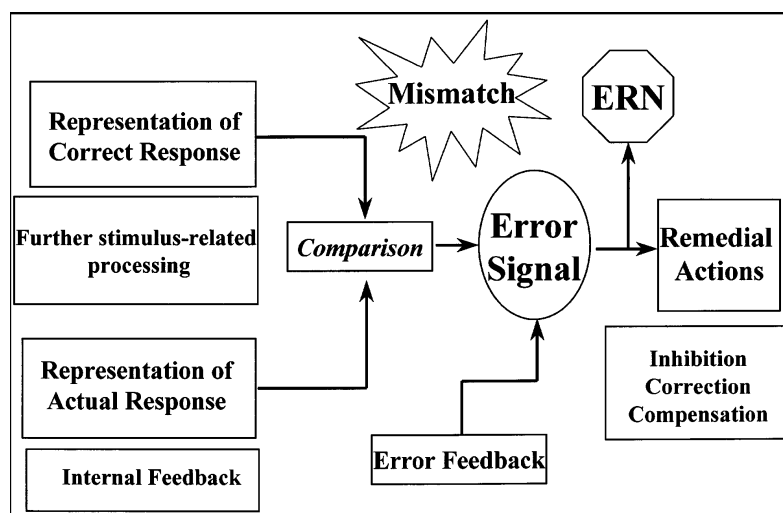 Mismatch
ERN
Representation of
Correct Response
Further stimulus-related
processing
Comparison
Error
Signal
Remedial
Actions
Representation of
Actual Response
Inhibition
Correction
Compensation
Error Feedback
Internal Feedback